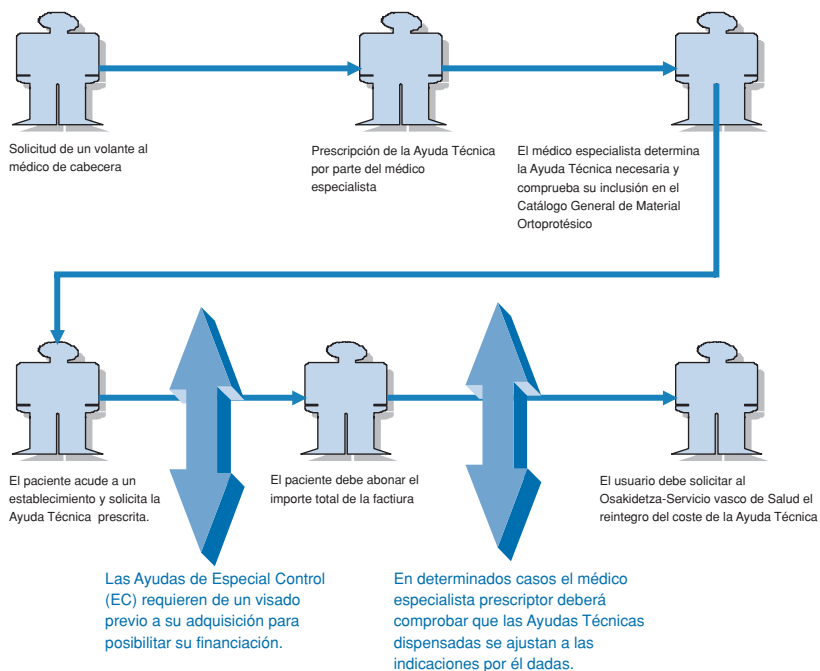 Solicitud de un volante al
médico de cabecera
Prescripción de la Ayuda Técnica
por parte del médico
especialista
El médico especialista determina
la Ayuda Técnica necesaria y
comprueba su inclusión en el
Catálogo General de Material
Ortoprotésico
El paciente acude a un
establecimiento y solicita la
Ayuda Técnica prescrita.
El paciente debe abonar el
importe total de la factiura
El usuario debe solicitar al
Osakidetza-Servicio vasco de Salud el
reintegro del coste de la Ayuda Técnica
Las Ayudas de Especial Control
(EC) requieren de un visado
previo a su adquisición para
posibilitar su financiación.
En determinados casos el médico
especialista prescriptor deberá
comprobar que las Ayudas Técnicas
dispensadas se ajustan a las
indicaciones por él dadas.